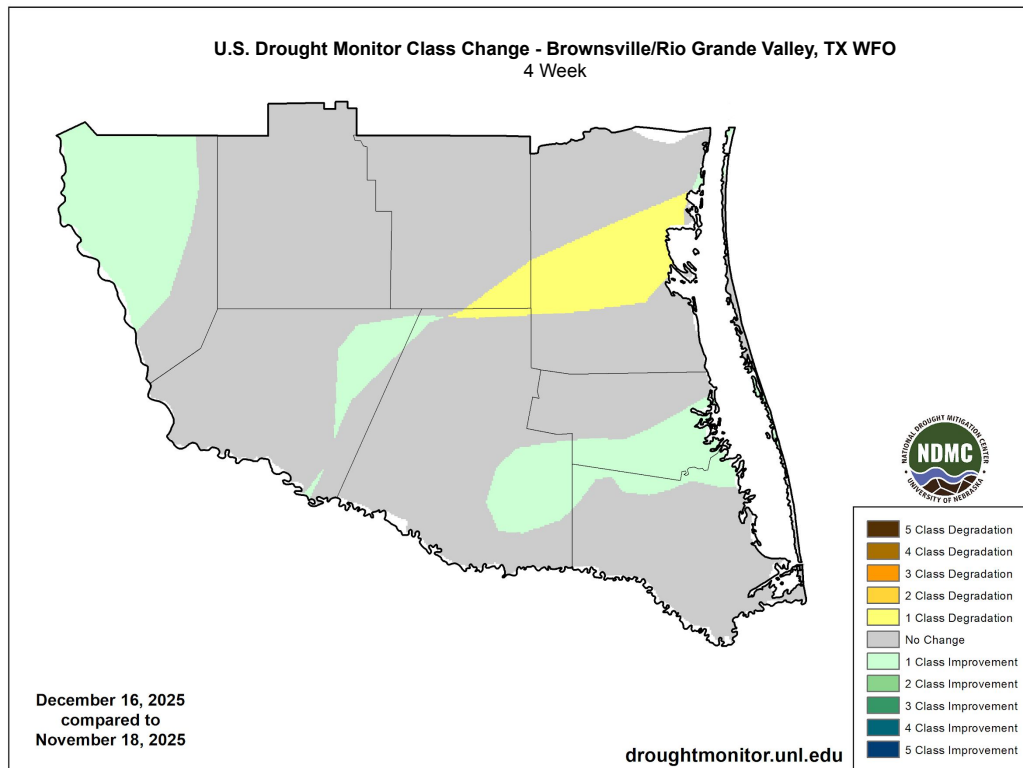 U.S. Drought Monitor Class Change - Brownsville/Rio Grande Valley, TX WFO
4 Week
NATIONAL DROUGHT MITIGATION CENTER
NDMC
UNIVERSITY OF NEBRASKA
5 Class Degradation
4 Class Degradation
3 Class Degradation
2 Class Degradation
1 Class Degradation
No Change
1 Class Improvement
2 Class Improvement
3 Class Improvement
4 Class Improvement
5 Class Improvement
December 16, 2025
compared to
November 18, 2025
droughtmonitor.unl.edu